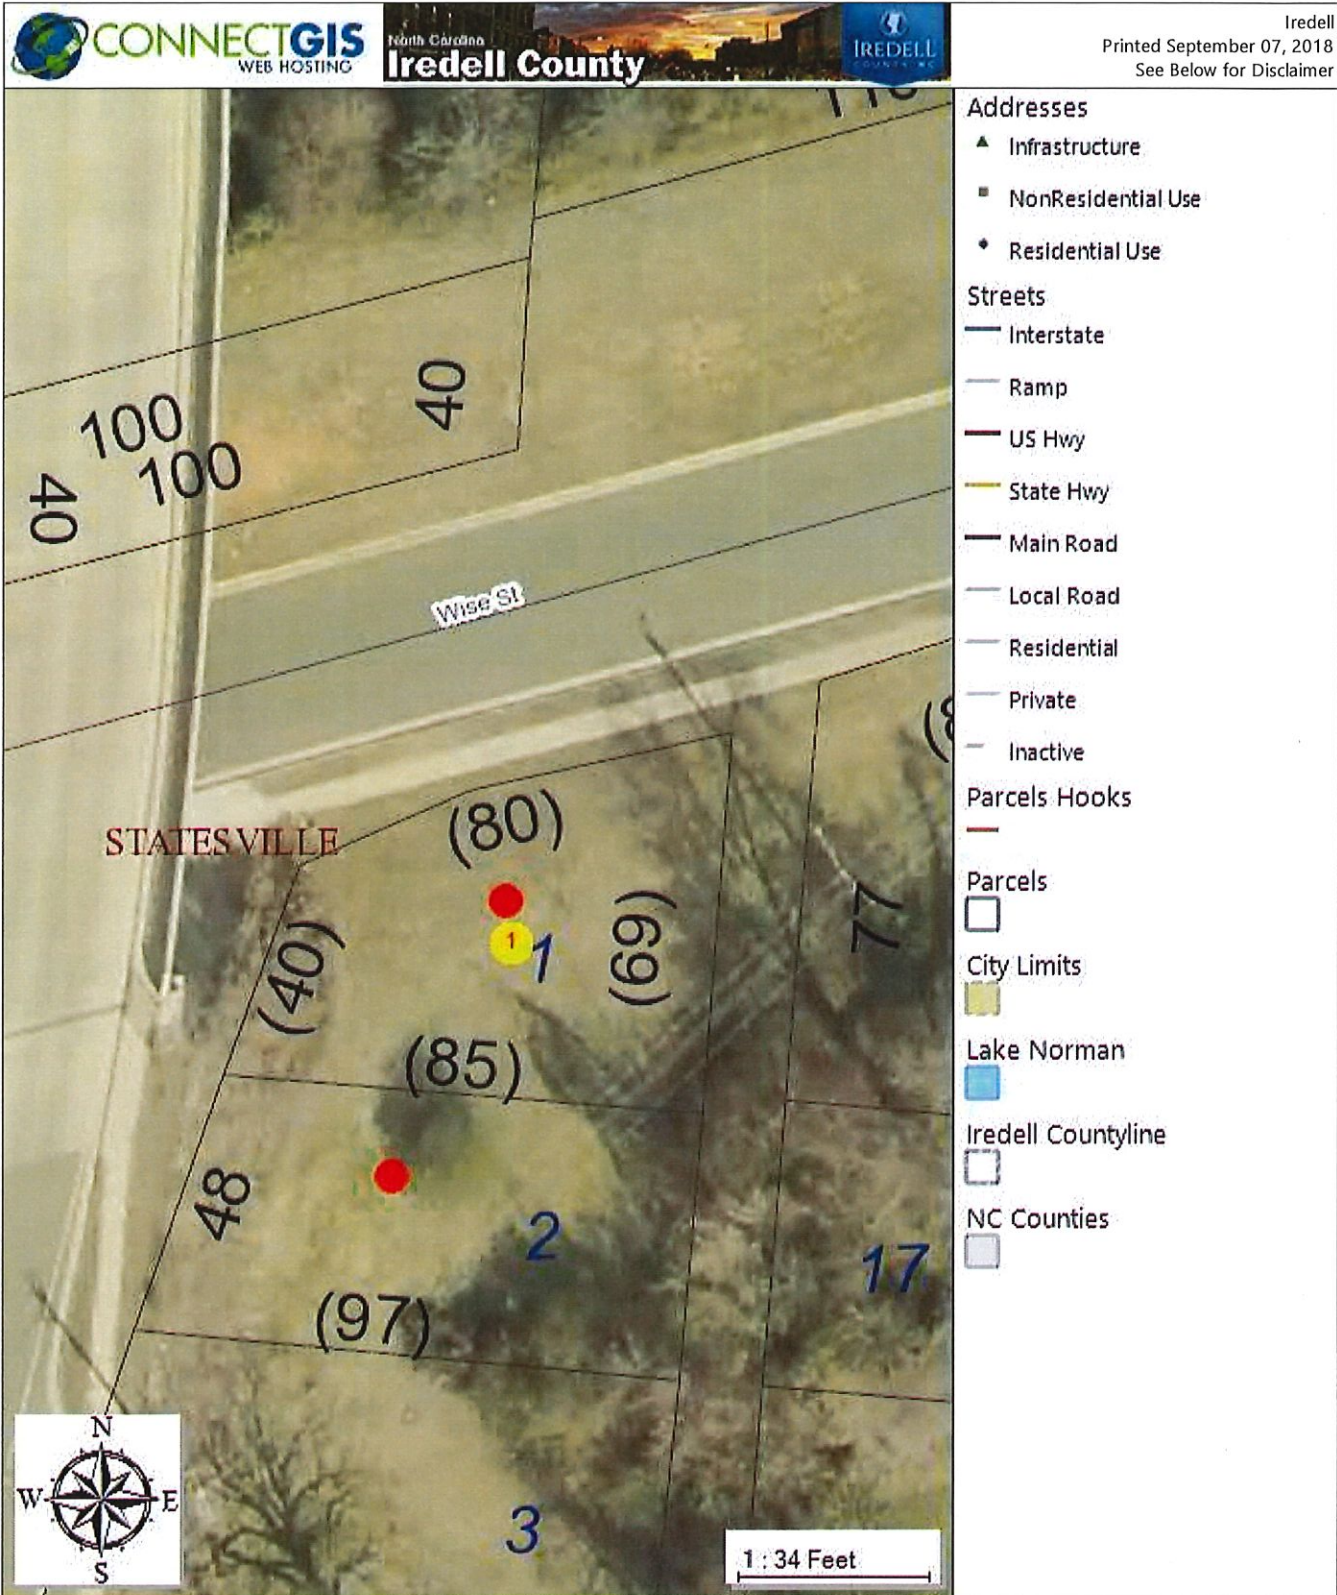 CONNECTGIS
WEB HOSTING
North Carolina
Iredell County
IREDELL
COUNTY NC
Iredell
Printed September 07, 2018
See Below for Disclaimer
40
100
100
40
Wise St
STATESVILLE
(80)
1
1
(40)
(69)
77
(85)
48
2
17
(97)
3
N
W
E
S
1 : 34 Feet
Addresses
Infrastructure
NonResidential Use
Residential Use
Streets
Interstate
Ramp
US Hwy
State Hwy
Main Road
Local Road
Residential
Private
Inactive
Parcels Hooks
Parcels
City Limits
Lake Norman
Iredell Countyline
NC Counties